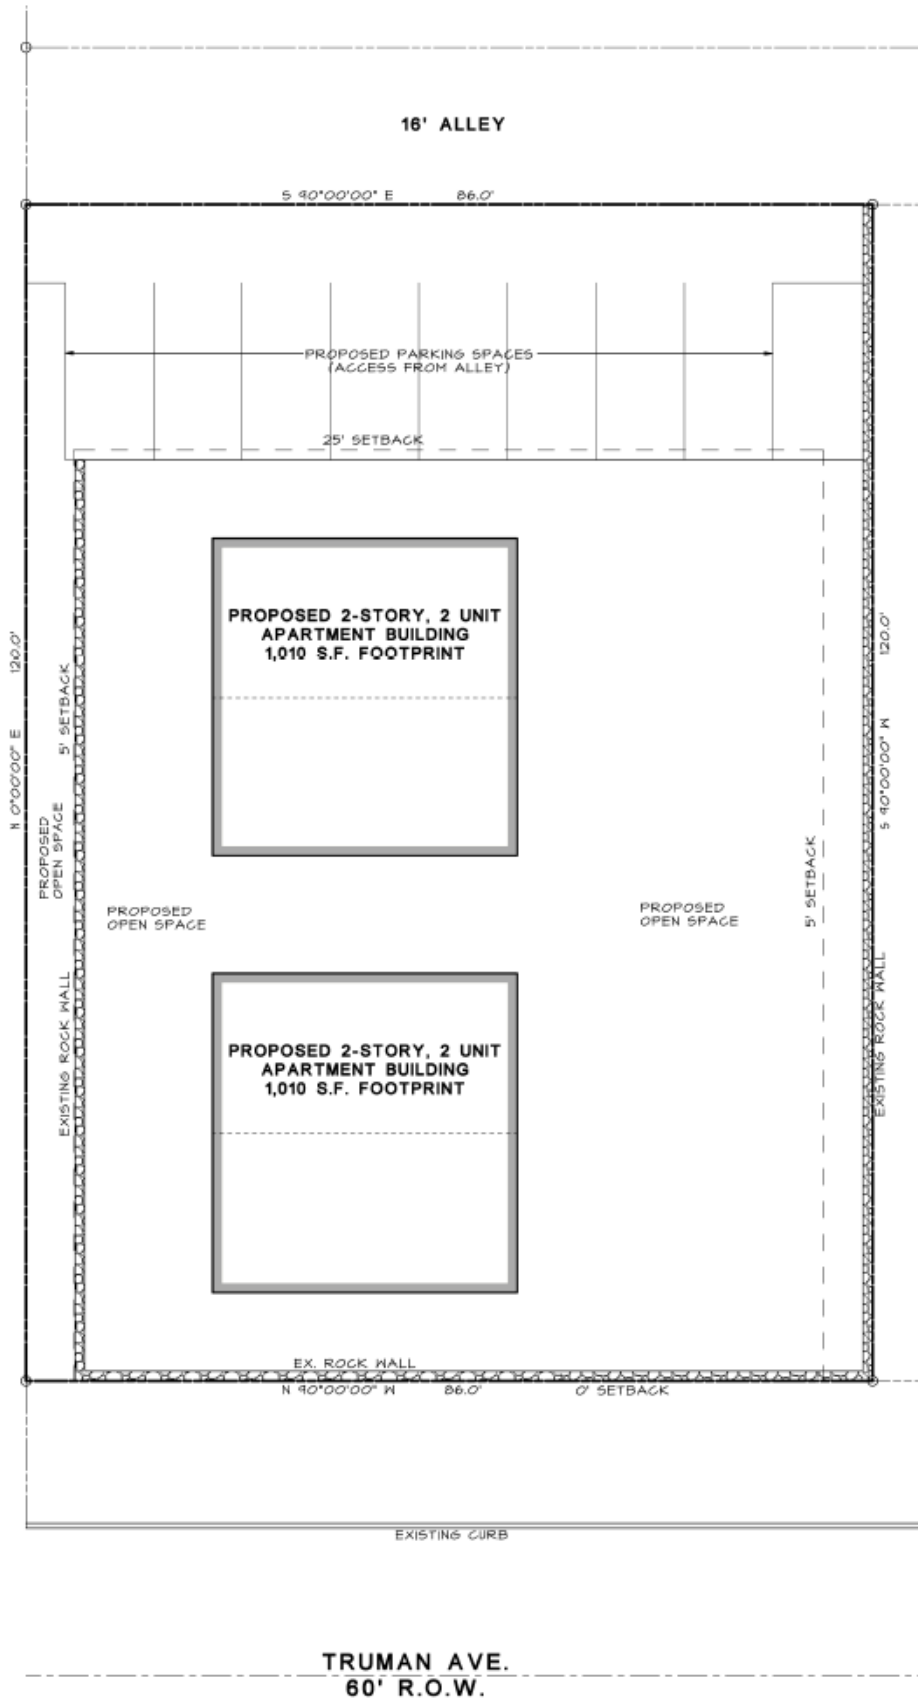 16' ALLEY
S 90°00'00" E 86.0'
PROPOSED PARKING SPACES
(ACCESS FROM ALLEY)
25' SETBACK
PROPOSED 2-STORY, 2 UNIT
APARTMENT BUILDING
1,010 S.F. FOOTPRINT
N 0°00'00" E 120.0'
5' SETBACK
PROPOSED
OPEN SPACE
EXISTING ROCK WALL
PROPOSED
OPEN SPACE
PROPOSED
OPEN SPACE
5' SETBACK
S 90°00'00" W 120.0'
EXISTING ROCK WALL
PROPOSED 2-STORY, 2 UNIT
APARTMENT BUILDING
1,010 S.F. FOOTPRINT
EX. ROCK WALL
N 90°00'00" W 86.0' 0' SETBACK
EXISTING CURB
TRUMAN AVE.
60' R.O.W.